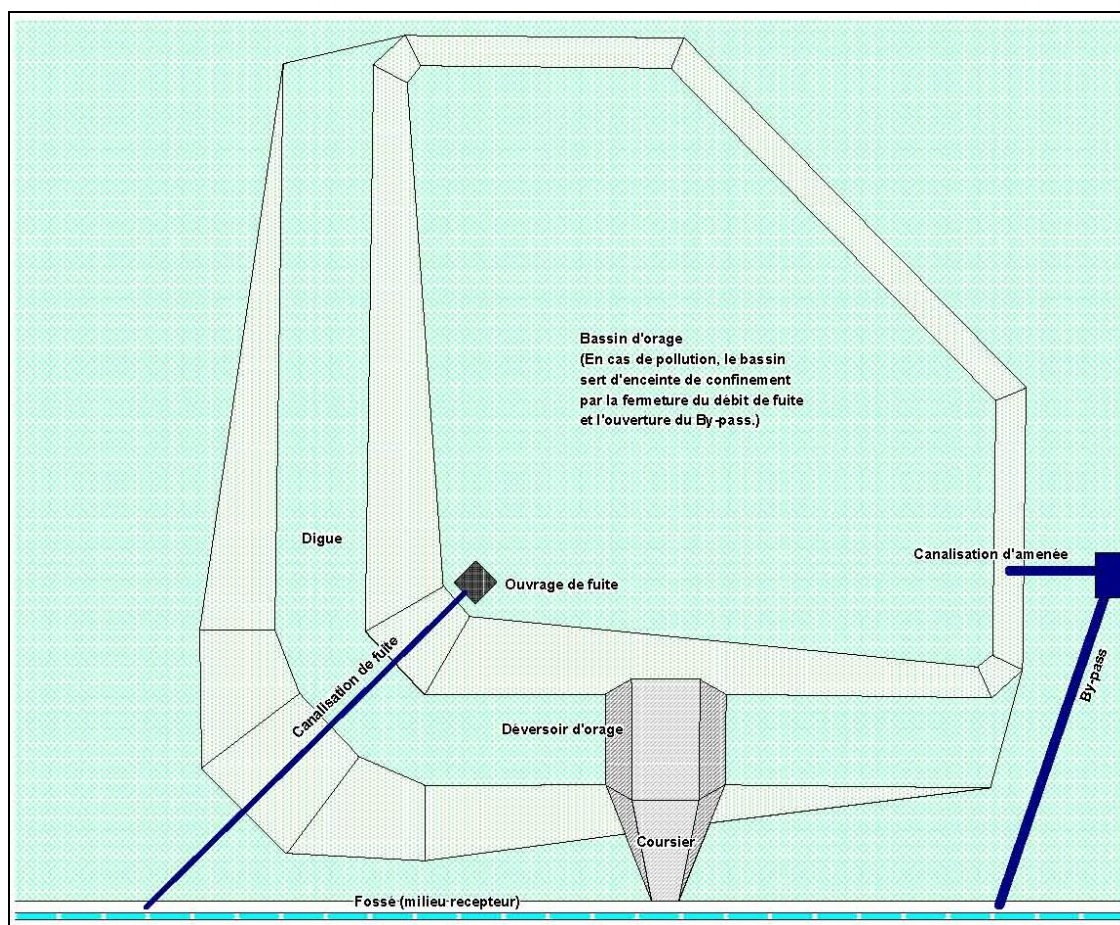 Bassin d'orage
(En cas de pollution, le bassin
sert d'enceinte de confinement
par la fermeture du débit de fuite
et l'ouverture du By-pass.)
Digue
Canalisation d'amenée
Ouvrage de fuite
Canalisation de fuite
By-pass
Déversoir d'orage
Coursier
Fossé (milieu recepteur)